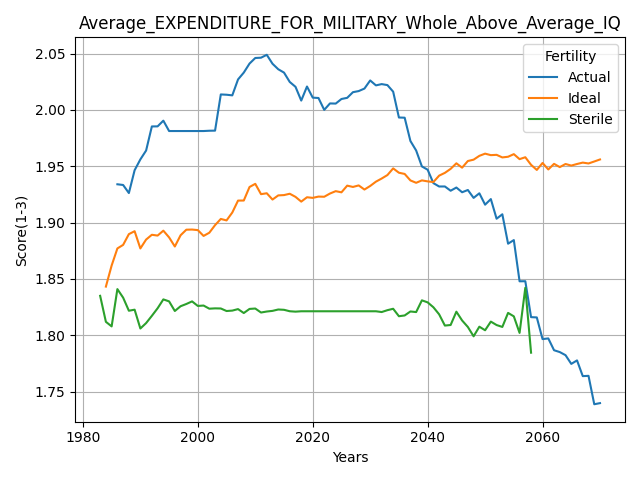 Average_EXPENDITURE_FOR_MILITARY_Whole_Above_Average_IQ
Fertility
Actual
Ideal
Sterile
Score(1-3)
2.05
2.00
1.95
1.90
1.85
1.80
1.75
1980
2000
2020
2040
2060
Years